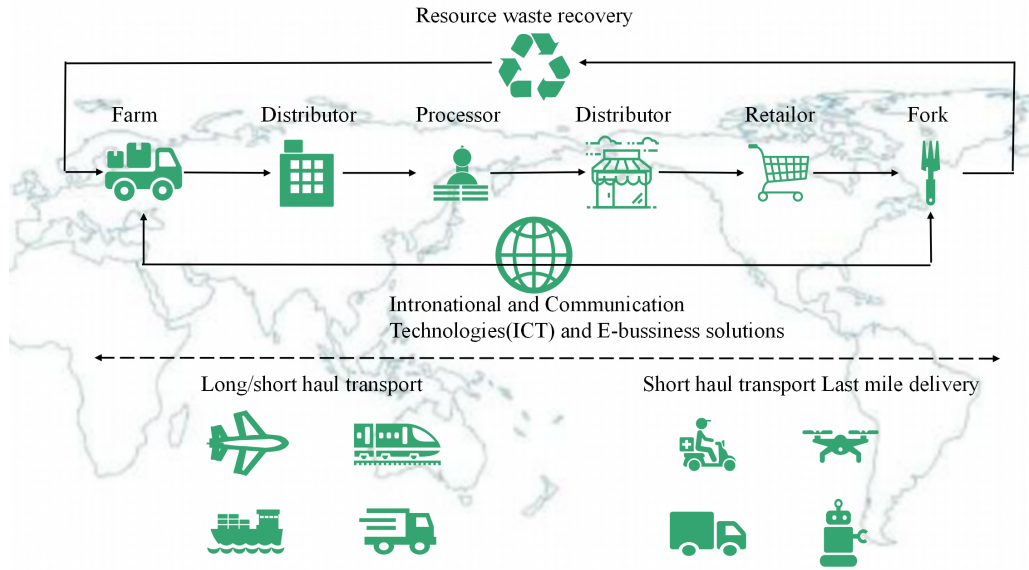 Resource waste recovery
Farm
Distributor
Processor
Distributor
Retailor
Fork
Intronational and Communication
Technologies(ICT) and E-bussiness solutions
Long/short haul transport
Short haul transport Last mile delivery